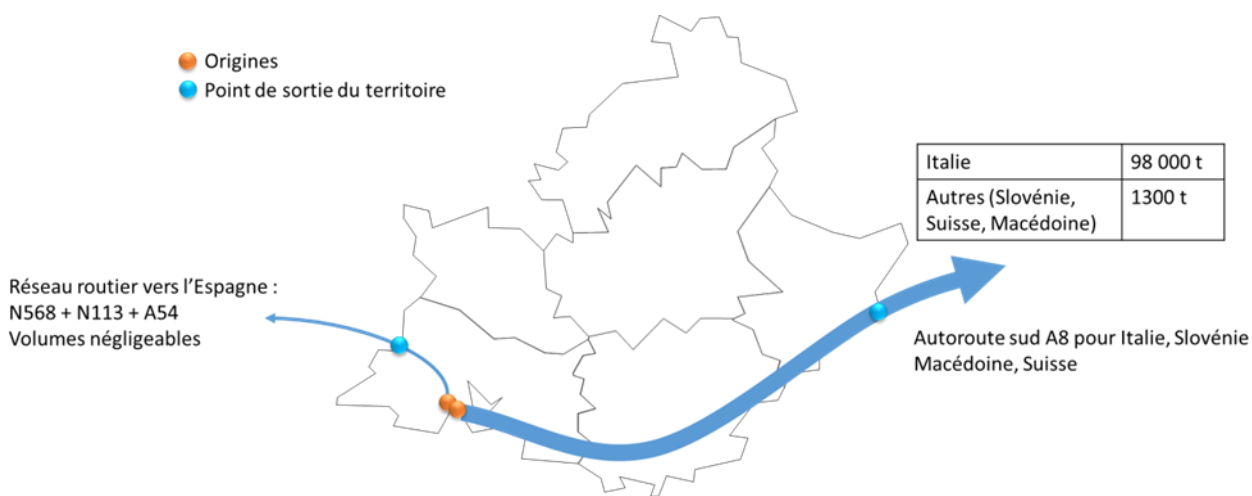 Origines
Point de sortie du territoire
Italie
98 000 t
Autres (Slovénie,
Suisse, Macédoine)
1300 t
Réseau routier vers l’Espagne :
N568 + N113 + A54
Volumes négligeables
Autoroute sud A8 pour Italie, Slovénie
Macédoine, Suisse